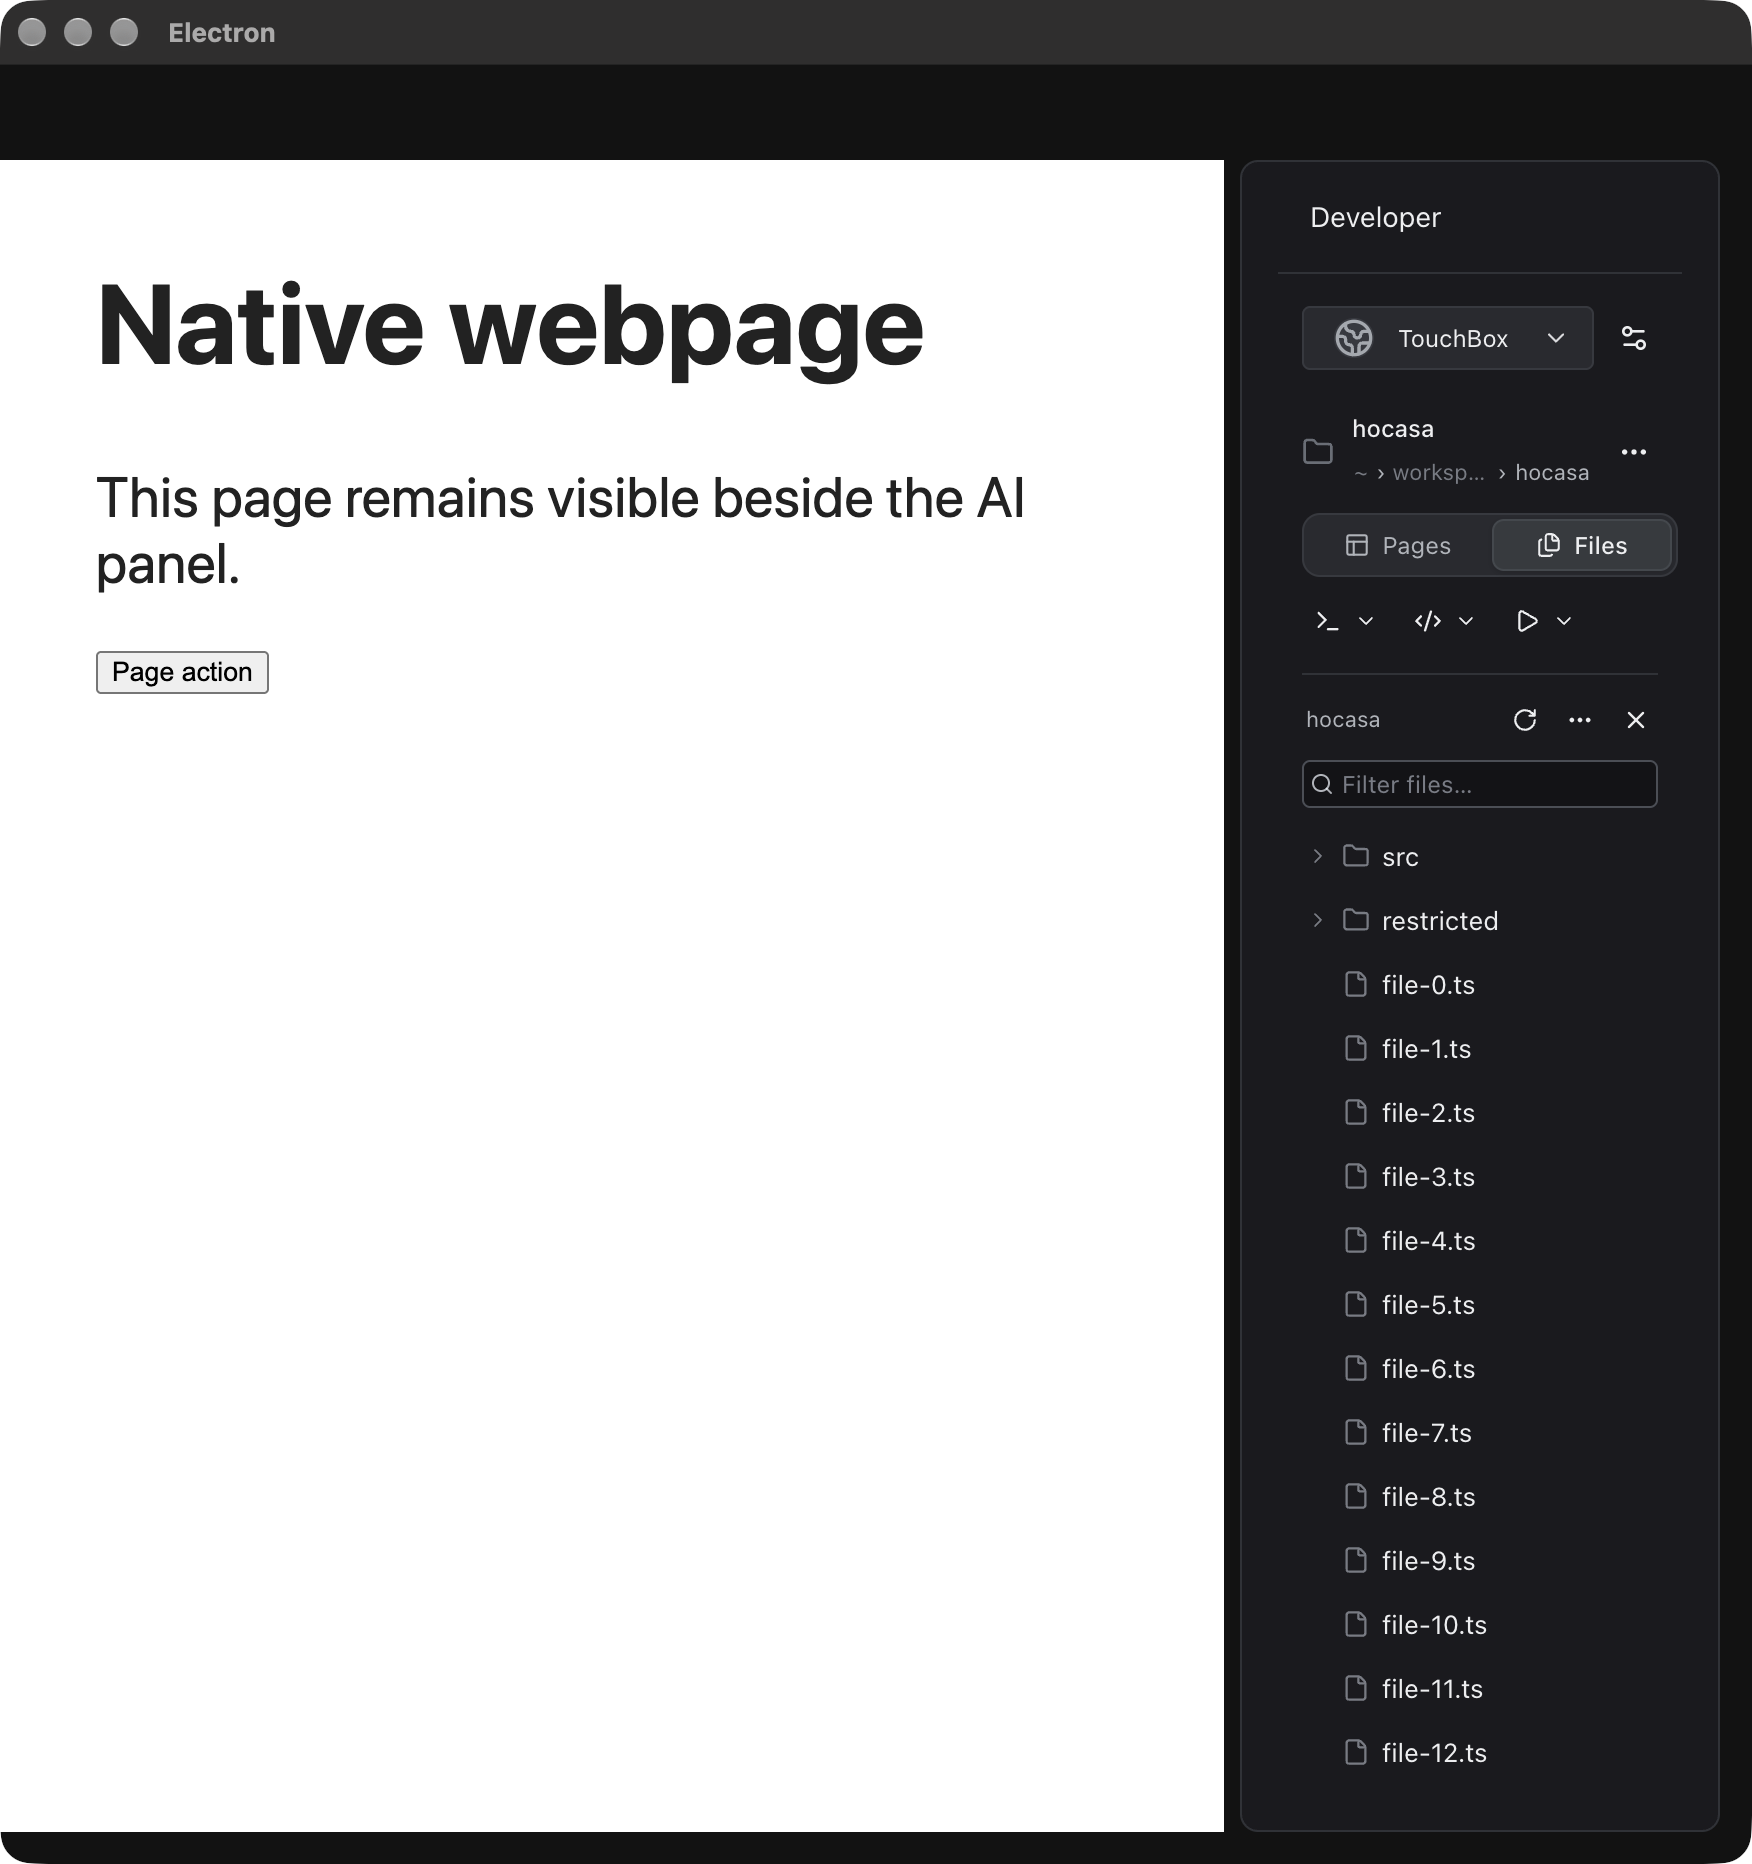 Electron
Native webpage
This page remains visible beside the AI
panel.
Page action
Developer
TouchBox
hocasa
~ › worksp... › hocasa
Pages
Files
hocasa
Filter files...
src
restricted
file-0.ts
file-1.ts
file-2.ts
file-3.ts
file-4.ts
file-5.ts
file-6.ts
file-7.ts
file-8.ts
file-9.ts
file-10.ts
file-11.ts
file-12.ts